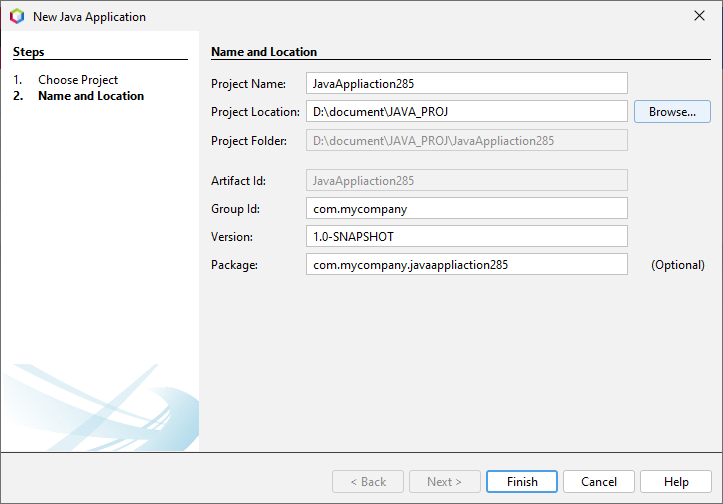 New Java Application
Steps
1. Choose Project
2. Name and Location
Name and Location
Project Name: JavaAppliaction285
Project Location: D:\document\JAVA_PROJ Browse...
Project Folder: D:\document\JAVA_PROJ\JavaAppliaction285
Artifact Id: JavaAppliaction285
Group Id: com.mycompany
Version: 1.0-SNAPSHOT
Package: com.mycompany.javaappliaction285 (Optional)
< Back Next > Finish Cancel Help